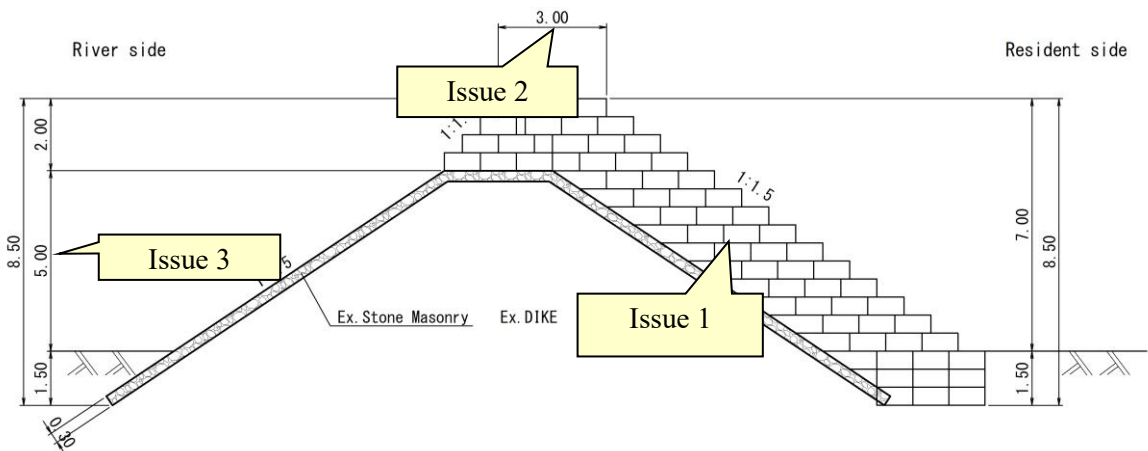 3.00
River side
Resident side
Issue 2
2.00
1:1.
8.50
5.00
Issue 3
Ex.Stone Masonry
Ex.DIKE
Issue 1
1:1.5
7.00
8.50
1.50
1.50
0.30